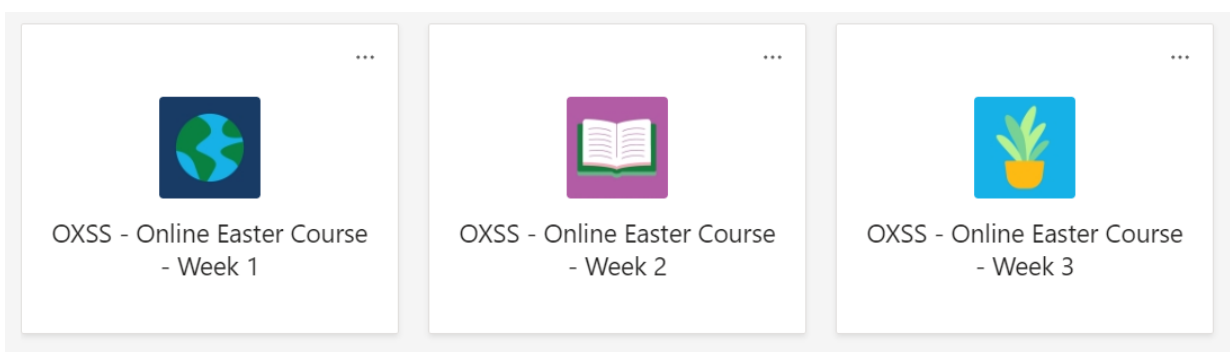 OXSS - Online Easter Course
- Week 1
OXSS - Online Easter Course
- Week 2
OXSS - Online Easter Course
- Week 3